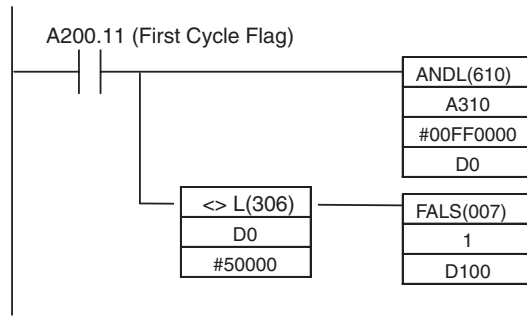 A200.11 (First Cycle Flag)
ANDL(610)
A310
#00FF0000
D0
<> L(306)
D0
#50000
FALS(007)
1
D100